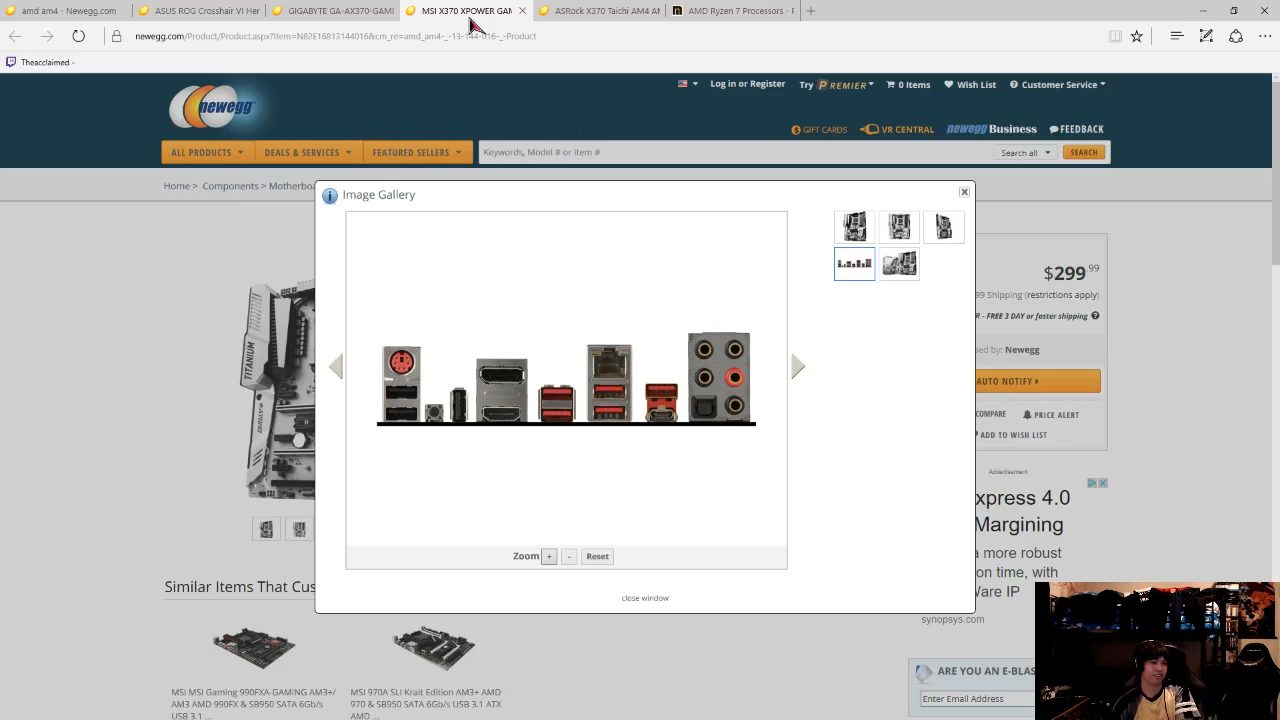 amd am4 - Newegg.com
ASUS ROG Crosshair VI Her
GIGABYTE GA-AX370-GAMI
MSI X370 XPOWER GAM
ASRock X370 Taichi AM4 AM
AMD Ryzen 7 Processors - F
newegg.com/Product/Product.aspx?Item=N82E16813144016&cm_re=amd_am4-_-13-144-016-_-Product
Theacclaimed -
newegg
Log in or Register
Try PREMIER
0 Items
Wish List
Customer Service
GIFT CARDS
VR CENTRAL
newegg Business
FEEDBACK
ALL PRODUCTS
DEALS & SERVICES
FEATURED SELLERS
Keywords, Model # or Item #
Search all
SEARCH
Home > Components > Motherboa
Image Gallery
TITANIUM
$299.99
99 Shipping (restrictions apply)
R - FREE 3 DAY or faster shipping
ped by: Newegg
AUTO NOTIFY
COMPARE
PRICE ALERT
ADD TO WISH LIST
Advertisement
xpress 4.0
Margining
a more robust
on time, with
Ware IP
synopsys.com
Zoom + - Reset
close window
Similar Items That Cus
MSI MSI Gaming 990FXA-GAMING AM3+/
AM3 AMD 990FX & SB950 SATA 6Gb/s
USB 3.1 ...
MSI 970A SLI Krait Edition AM3+ AMD
970 & SB950 SATA 6Gb/s USB 3.1 ATX
AMD ...
ARE YOU AN E-BLAS
Enter Email Address